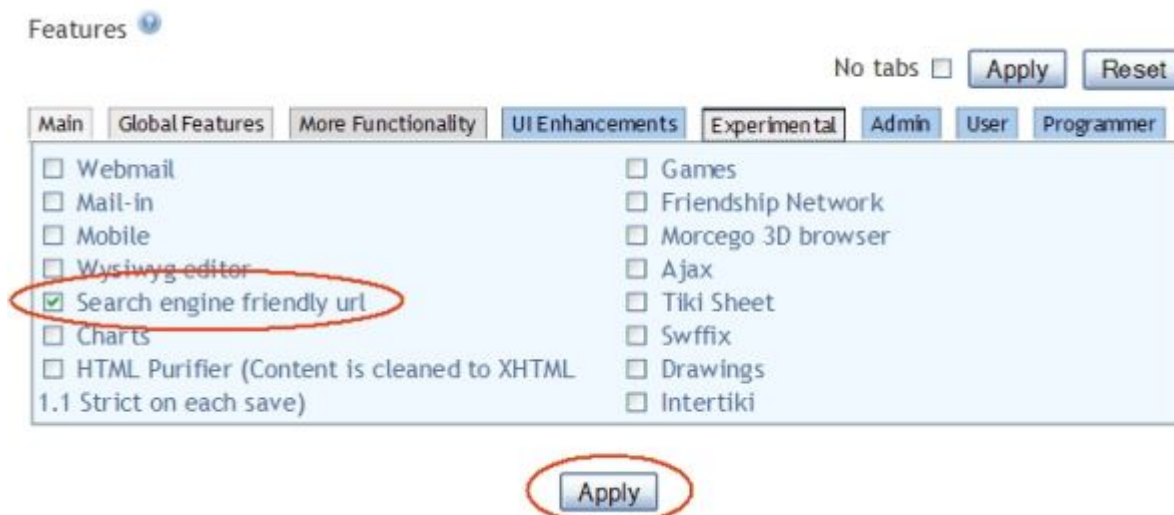 Features
No tabs Apply Reset
Main Global Features More Functionality UI Enhancements Experimental Admin User Programmer
Webmail
Mail-in
Mobile
Wysiwyg editor
Search engine friendly url
Charts
HTML Purifier (Content is cleaned to XHTML
1.1 Strict on each save)
Games
Friendship Network
Morcego 3D browser
Ajax
Tiki Sheet
Swffix
Drawings
Intertiki
Apply